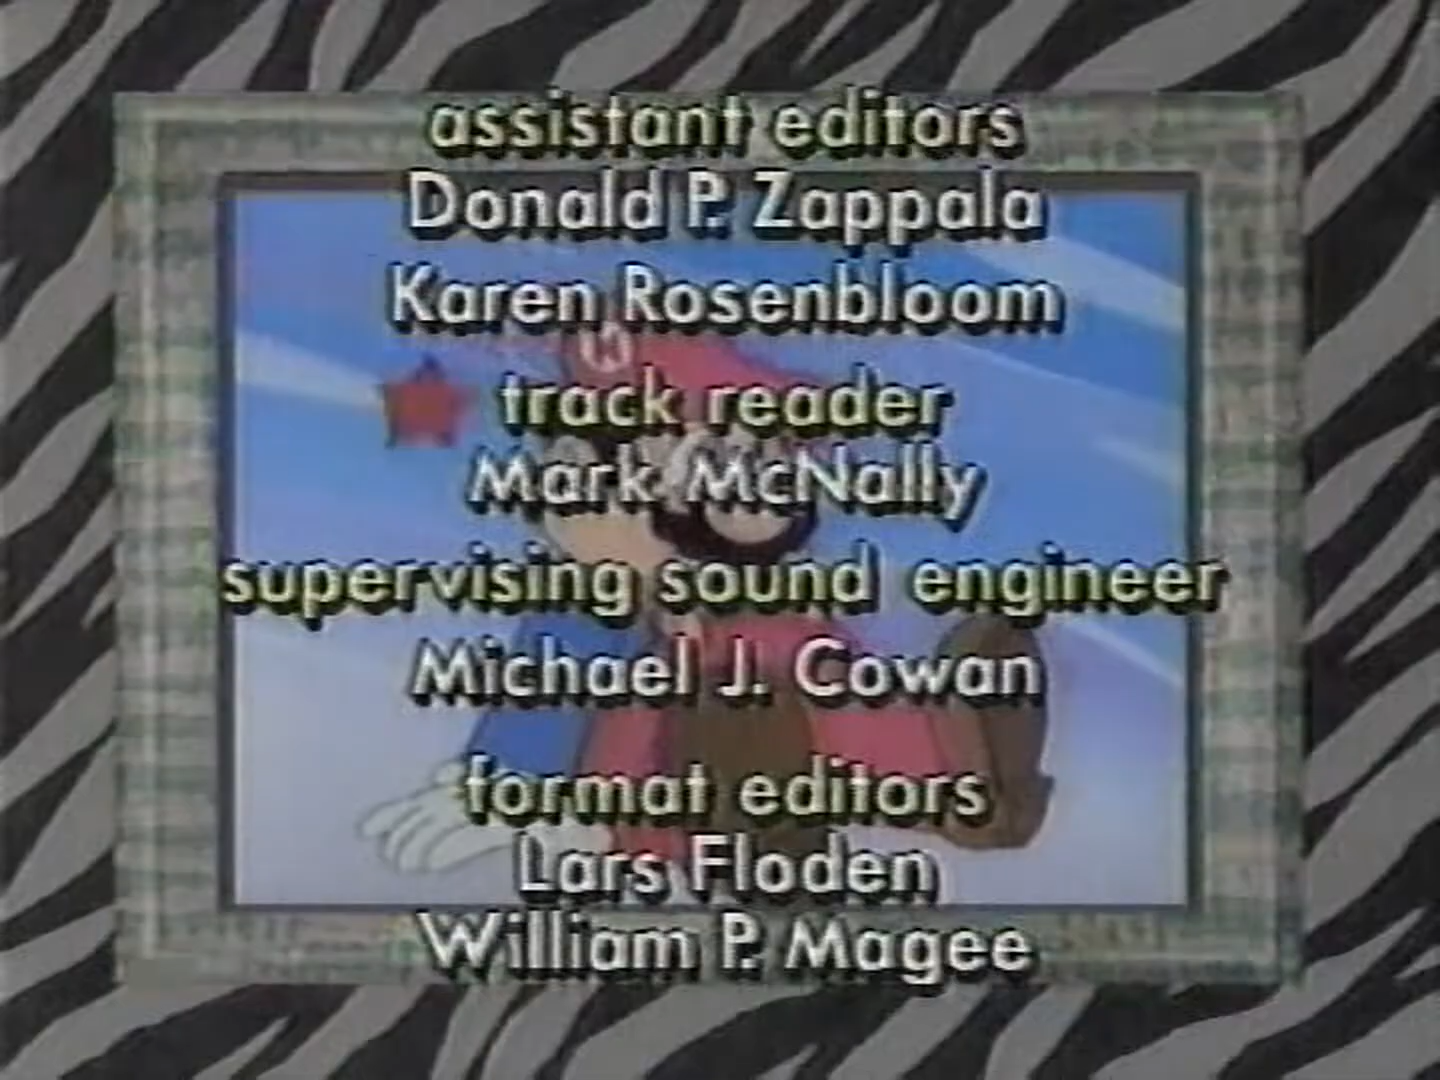 assistant editors
Donald P. Zappala
Karen Rosenbloom
track reader
Mark McNally
supervising sound engineer
Michael J. Cowan
format editors
Lars Floden
William P. Magee
M